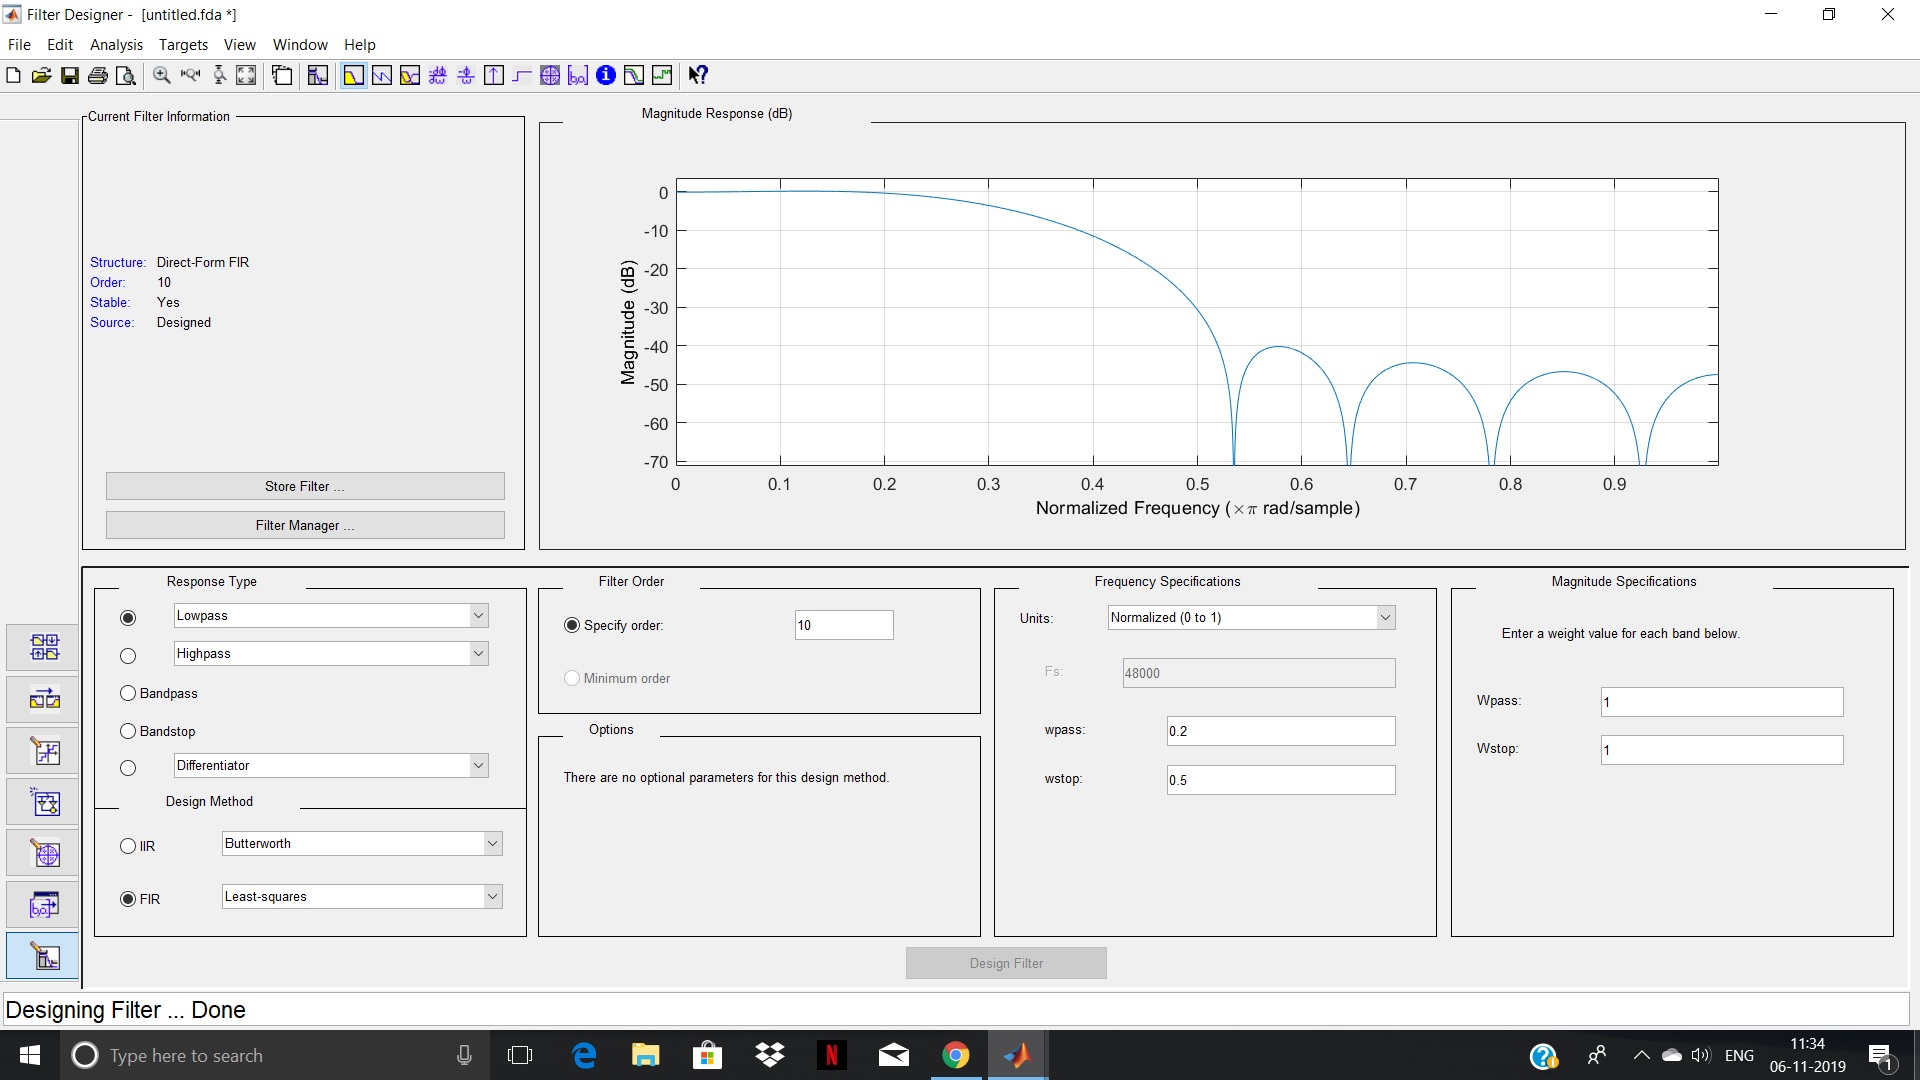 Filter Designer - [untitled.fda *]
File Edit Analysis Targets View Window Help
Current Filter Information
Structure: Direct-Form FIR
Order: 10
Stable: Yes
Source: Designed
Store Filter ...
Filter Manager ...
Magnitude Response (dB)
Magnitude (dB)
0
-10
-20
-30
-40
-50
-60
-70
0 0.1 0.2 0.3 0.4 0.5 0.6 0.7 0.8 0.9
Normalized Frequency (×π rad/sample)
Response Type
Lowpass
Highpass
Bandpass
Bandstop
Differentiator
Design Method
IIR Butterworth
FIR Least-squares
Filter Order
Specify order: 10
Minimum order
Options
There are no optional parameters for this design method.
Frequency Specifications
Units: Normalized (0 to 1)
Fs: 48000
wpass: 0.2
wstop: 0.5
Magnitude Specifications
Enter a weight value for each band below.
Wpass: 1
Wstop: 1
Design Filter
Designing Filter ... Done
Type here to search
ENG
11:34
06-11-2019
1